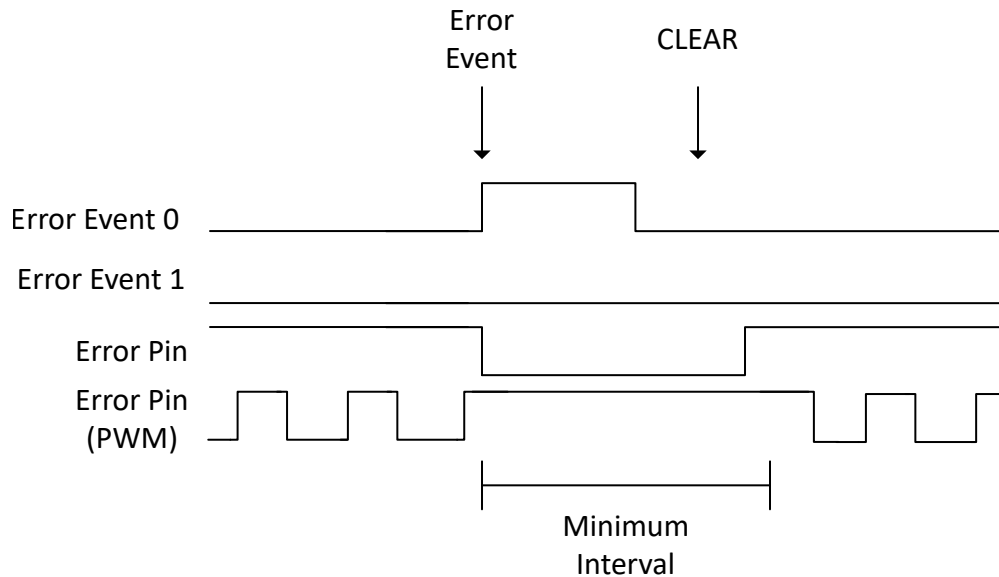 Error
Event
CLEAR
Error Event 0
Error Event 1
Error Pin
Error Pin
(PWM)
Minimum
Interval